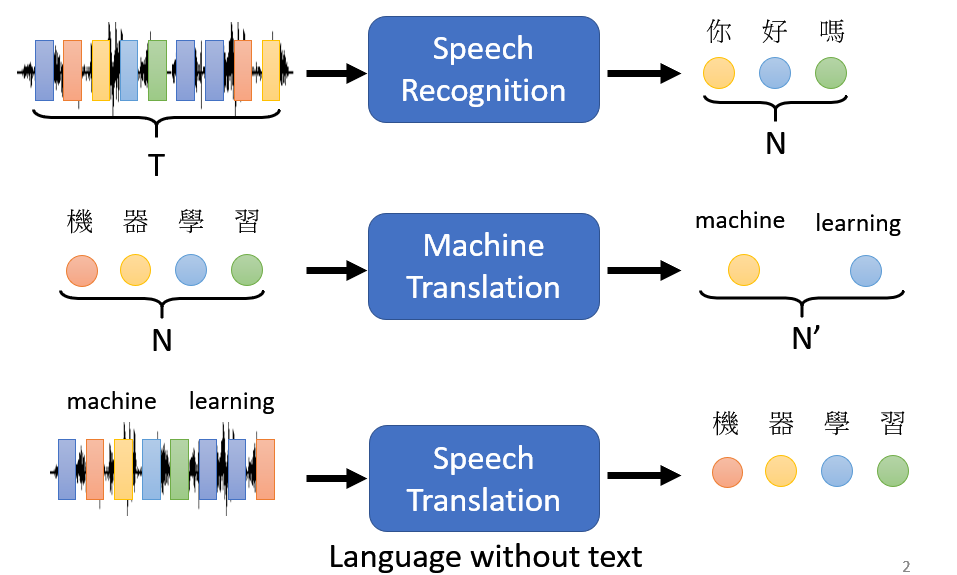 Speech
Recognition
你 好 嗎
T
N
機 器 學 習
Machine
Translation
machine learning
N
N’
machine learning
Speech
Translation
機 器 學 習
Language without text
2